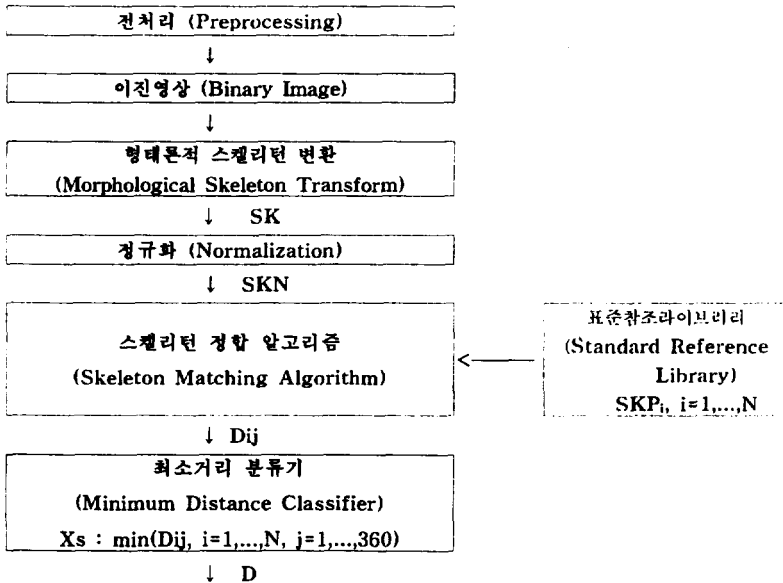 전처리 (Preprocessing)
↓
이진영상 (Binary Image)
↓
형태론적 스켈리턴 변환
(Morphological Skeleton Transform)
↓ SK
정규화 (Normalization)
↓ SKN
스켈리턴 정합 알고리즘
(Skeleton Matching Algorithm)
표준참조라이브러리
(Standard Reference
Library)
SKPi, i=1,...,N
↓ Dij
최소거리 분류기
(Minimum Distance Classifier)
Xs : min(Dij, i=1,...,N, j=1,...,360)
↓ D